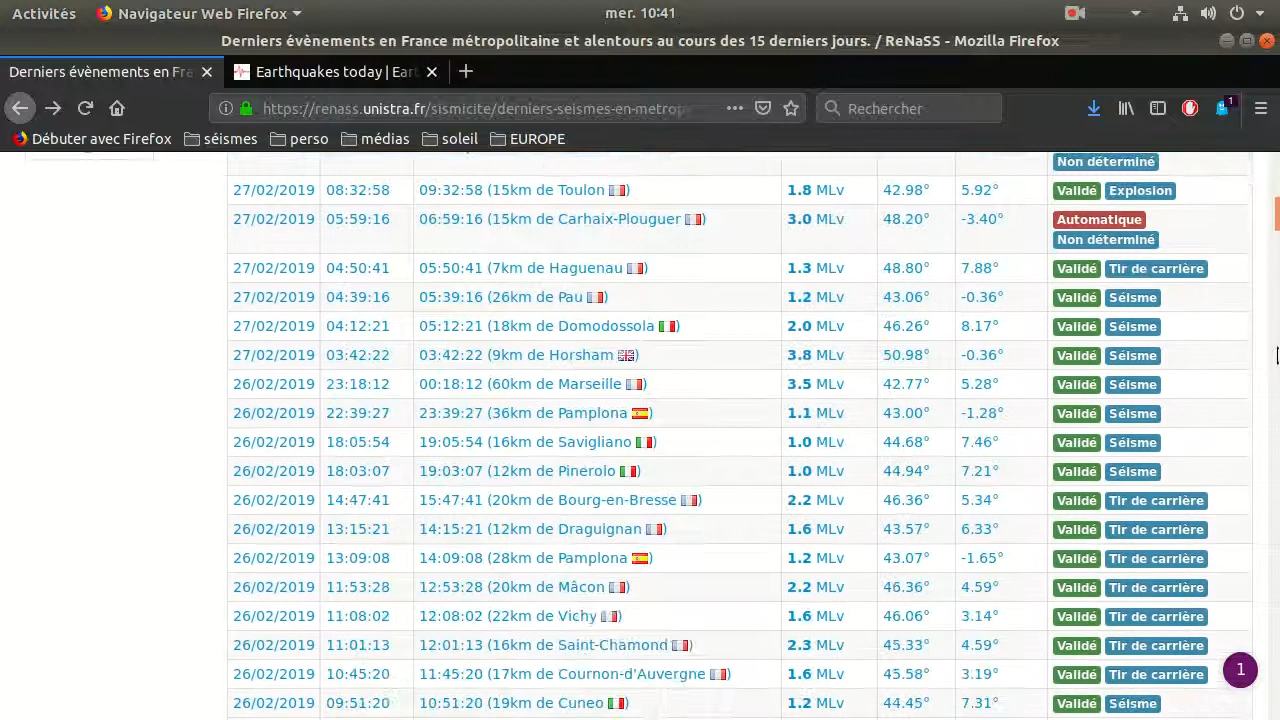 Activités Navigateur Web Firefox mer. 10:41
Derniers évènements en France métropolitaine et alentours au cours des 15 derniers jours. / ReNaSS - Mozilla Firefox
Derniers évènements en Fra Earthquakes today | Eart
https://renass.unistra.fr/sismicite/derniers-seismes-en-metrop Rechercher 1
Débuter avec Firefox séismes perso médias soleil EUROPE
Non déterminé
27/02/2019 08:32:58 09:32:58 (15km de Toulon ) 1.8 MLv 42.98° 5.92° Validé Explosion
27/02/2019 05:59:16 06:59:16 (15km de Carhaix-Plouguer ) 3.0 MLv 48.20° -3.40° Automatique
Non déterminé
27/02/2019 04:50:41 05:50:41 (7km de Haguenau ) 1.3 MLv 48.80° 7.88° Validé Tir de carrière
27/02/2019 04:39:16 05:39:16 (26km de Pau ) 1.2 MLv 43.06° -0.36° Validé Séisme
27/02/2019 04:12:21 05:12:21 (18km de Domodossola ) 2.0 MLv 46.26° 8.17° Validé Séisme
27/02/2019 03:42:22 03:42:22 (9km de Horsham ) 3.8 MLv 50.98° -0.36° Validé Séisme
26/02/2019 23:18:12 00:18:12 (60km de Marseille ) 3.5 MLv 42.77° 5.28° Validé Séisme
26/02/2019 22:39:27 23:39:27 (36km de Pamplona ) 1.1 MLv 43.00° -1.28° Validé Séisme
26/02/2019 18:05:54 19:05:54 (16km de Savigliano ) 1.0 MLv 44.68° 7.46° Validé Séisme
26/02/2019 18:03:07 19:03:07 (12km de Pinerolo ) 1.0 MLv 44.94° 7.21° Validé Séisme
26/02/2019 14:47:41 15:47:41 (20km de Bourg-en-Bresse ) 2.2 MLv 46.36° 5.34° Validé Tir de carrière
26/02/2019 13:15:21 14:15:21 (12km de Draguignan ) 1.6 MLv 43.57° 6.33° Validé Tir de carrière
26/02/2019 13:09:08 14:09:08 (28km de Pamplona ) 1.2 MLv 43.07° -1.65° Validé Tir de carrière
26/02/2019 11:53:28 12:53:28 (20km de Mâcon ) 2.2 MLv 46.36° 4.59° Validé Tir de carrière
26/02/2019 11:08:02 12:08:02 (22km de Vichy ) 1.6 MLv 46.06° 3.14° Validé Tir de carrière
26/02/2019 11:01:13 12:01:13 (16km de Saint-Chamond ) 2.3 MLv 45.33° 4.59° Validé Tir de carrière
26/02/2019 10:45:20 11:45:20 (17km de Cournon-d'Auvergne ) 1.6 MLv 45.58° 3.19° Validé Tir de carrière 1
26/02/2019 09:51:20 10:51:20 (19km de Cuneo ) 1.2 MLv 44.45° 7.31° Validé Séisme